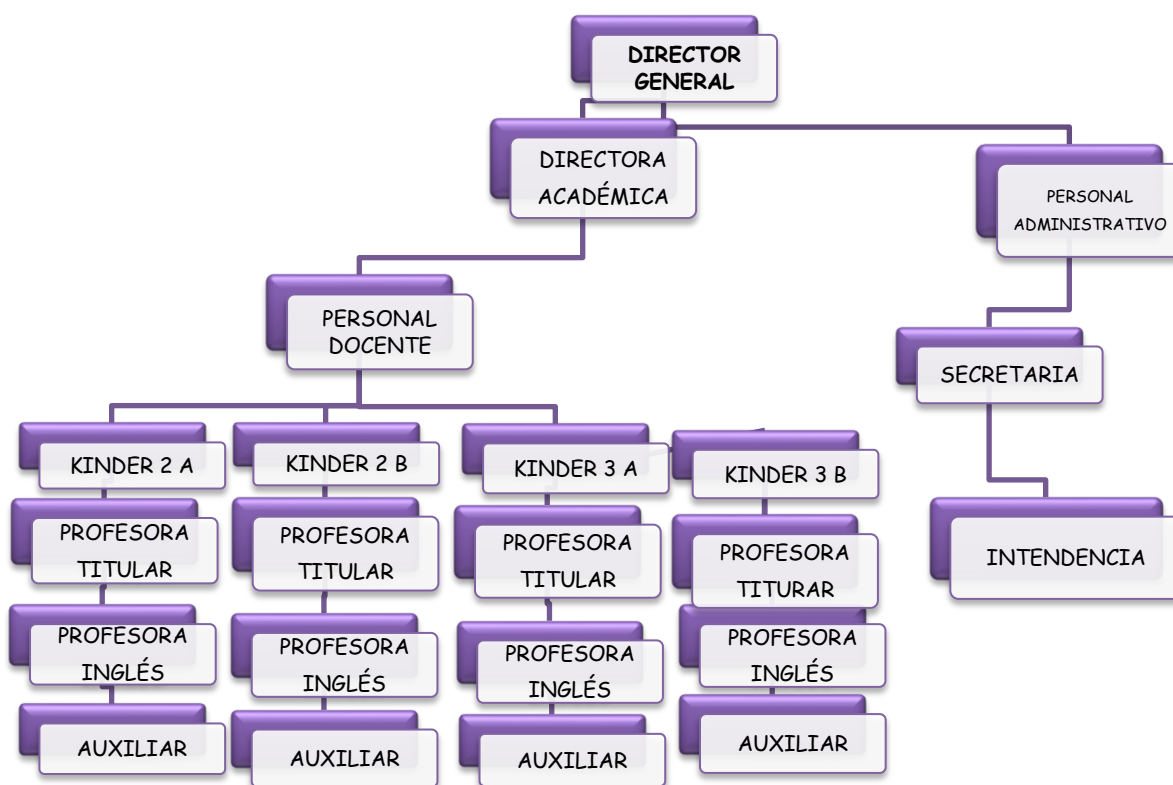 DIRECTOR
GENERAL
DIRECTORA
ACADÉMICA
PERSONAL
ADMINISTRATIVO
PERSONAL
DOCENTE
SECRETARIA
KINDER 2 A
KINDER 2 B
KINDER 3 A
KINDER 3 B
PROFESORA
TITULAR
PROFESORA
TITULAR
PROFESORA
TITULAR
PROFESORA
TITURAR
INTENDENCIA
PROFESORA
INGLÉS
PROFESORA
INGLÉS
PROFESORA
INGLÉS
PROFESORA
INGLÉS
AUXILIAR
AUXILIAR
AUXILIAR
AUXILIAR